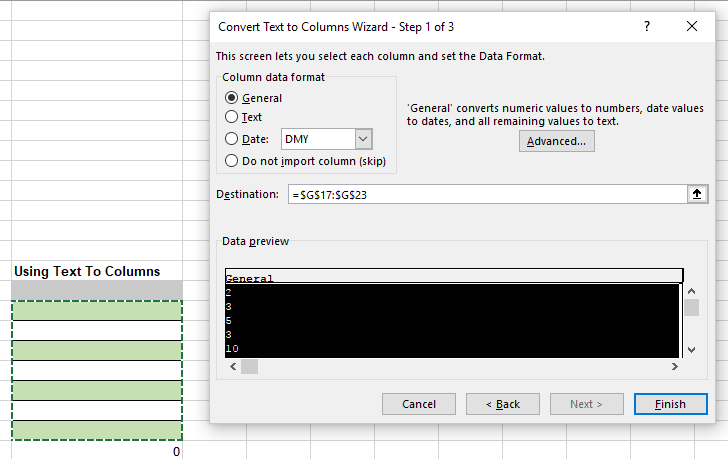 Convert Text to Columns Wizard - Step 1 of 3
?
This screen lets you select each column and set the Data Format.
Column data format
General
Text
Date: DMY
Do not import column (skip)
'General' converts numeric values to numbers, date values
to dates, and all remaining values to text.
Advanced...
Destination: =$G$17:$G$23
Data preview
General
2
3
5
3
10
Cancel
< Back
Next >
Finish
Using Text To Columns
0